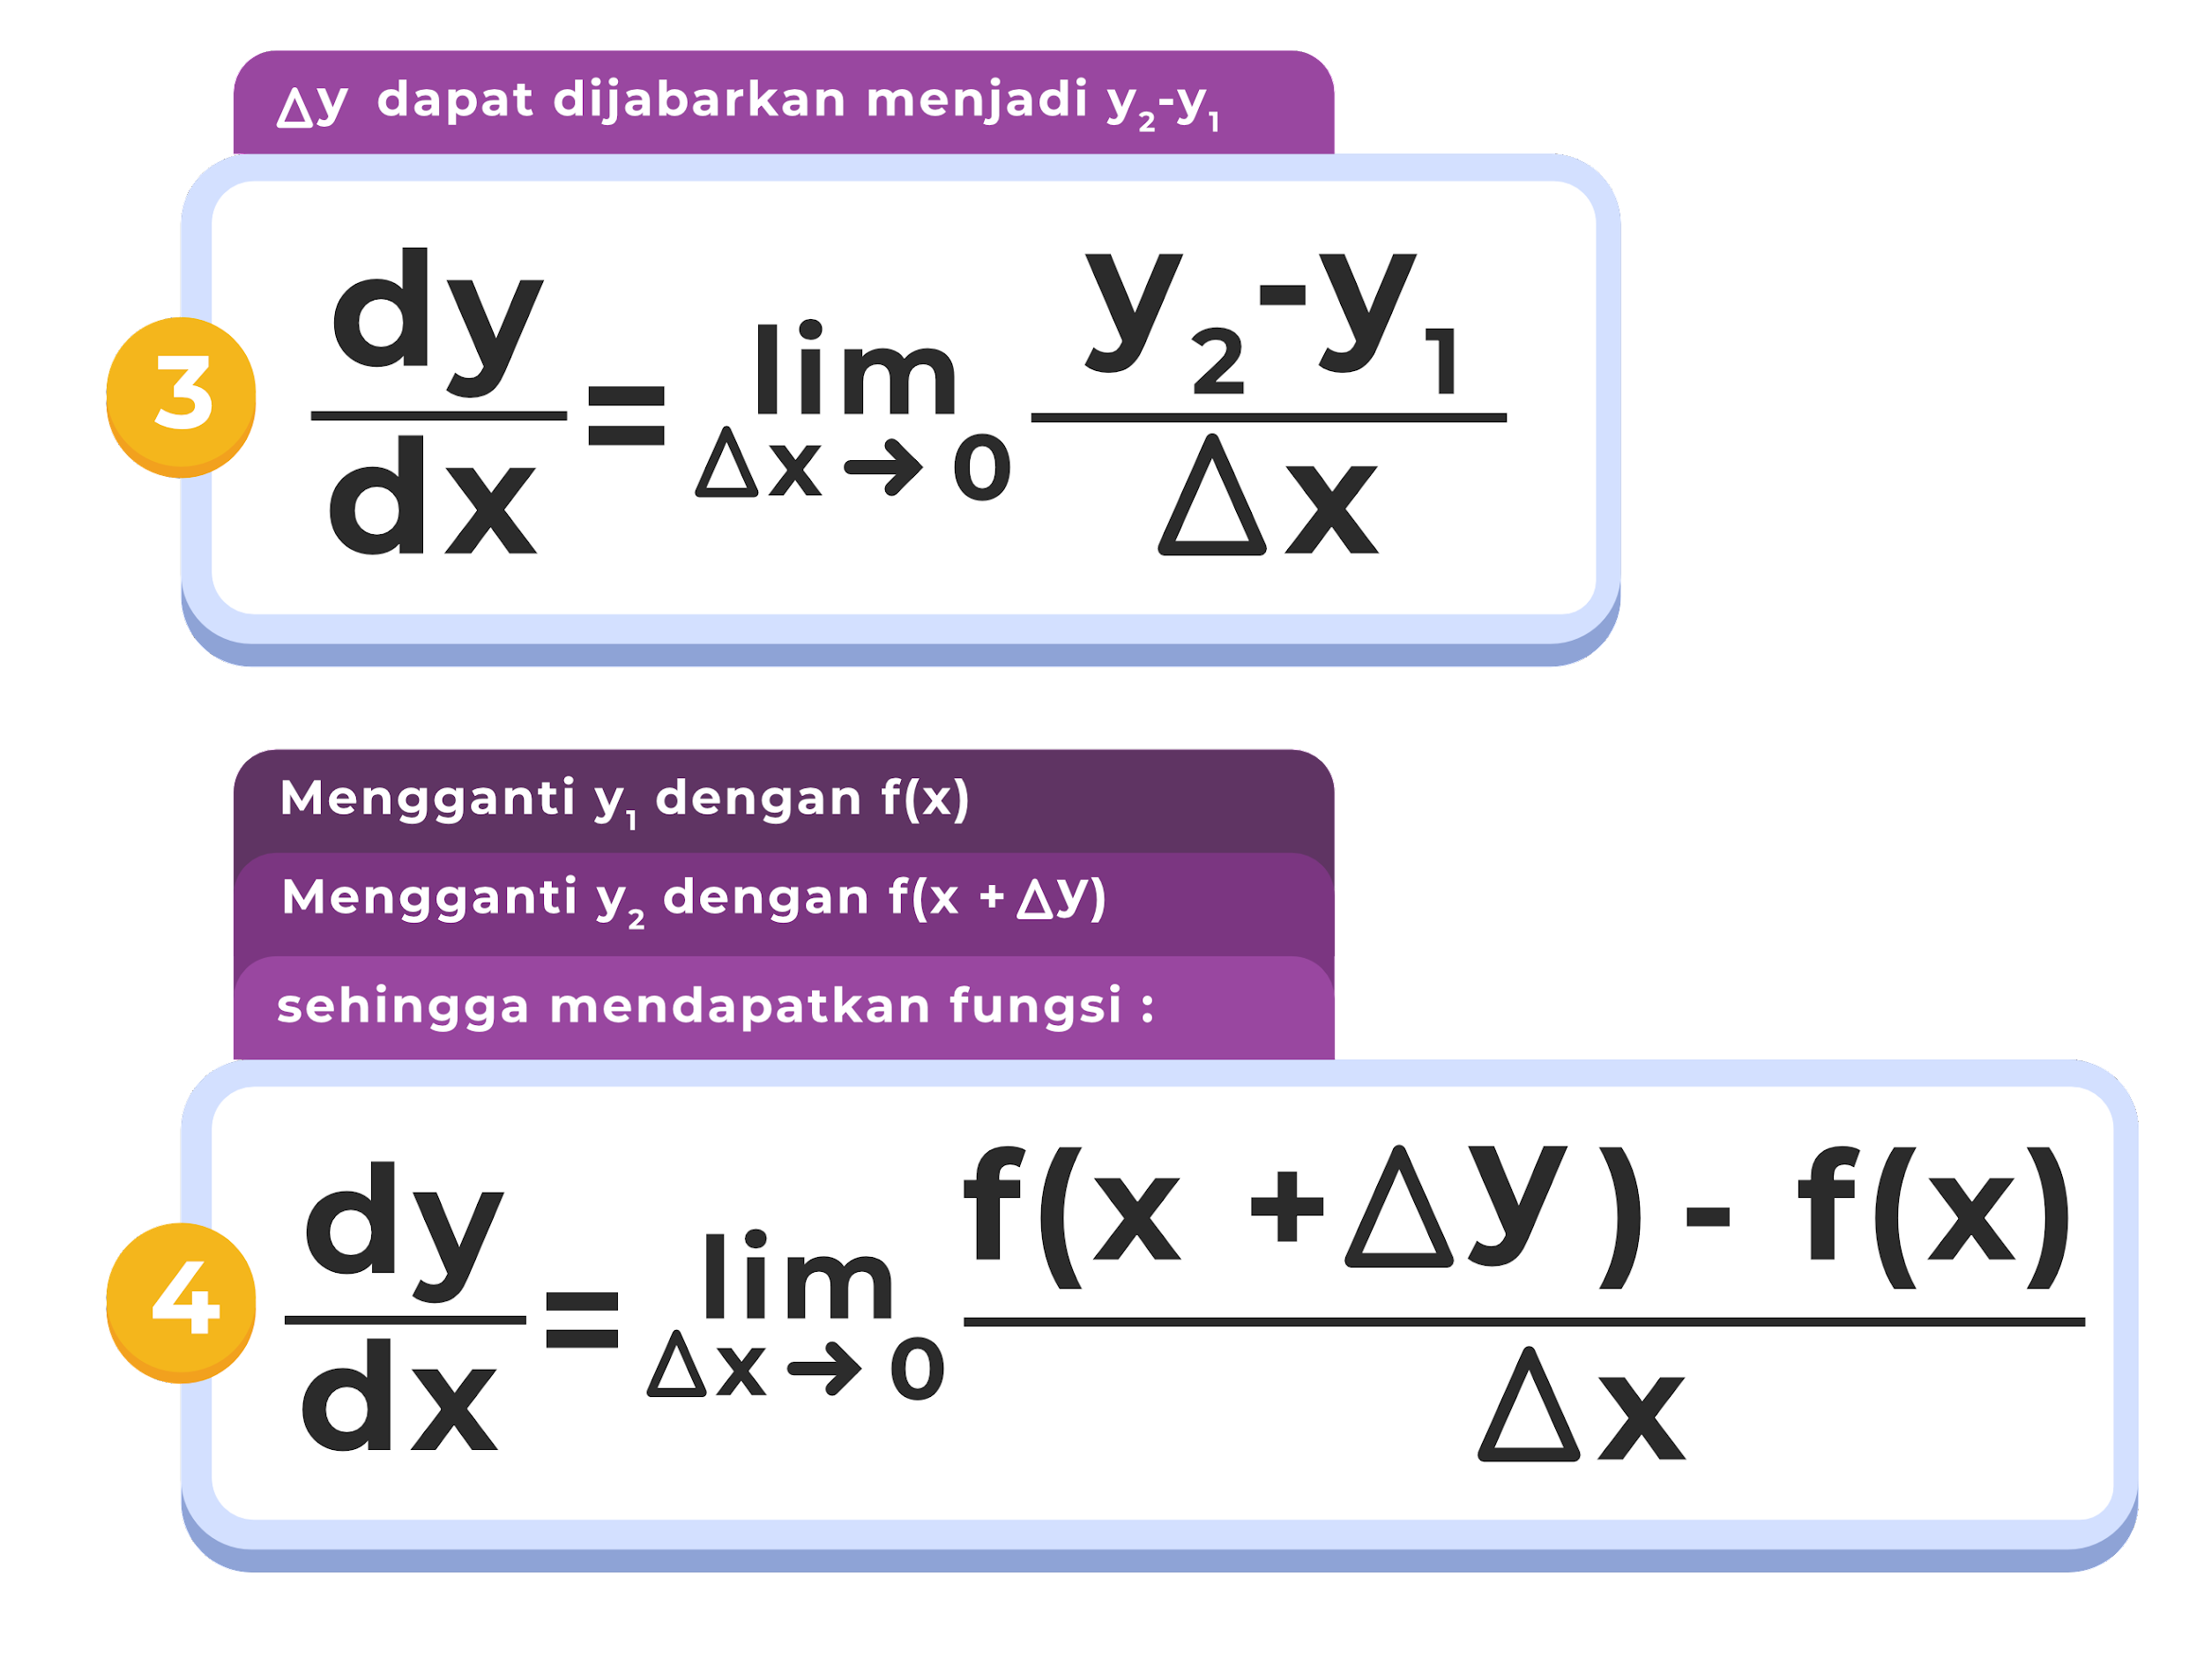 Δy dapat dijabarkan menjadi y₂-y₁
3
dy/dx = lim Δx→0 y₂-y₁/Δx
Mengganti y₁ dengan f(x)
Mengganti y₂ dengan f(x +Δy)
sehingga mendapatkan fungsi :
4
dy/dx = lim Δx→0 f(x +Δy) - f(x)/Δx